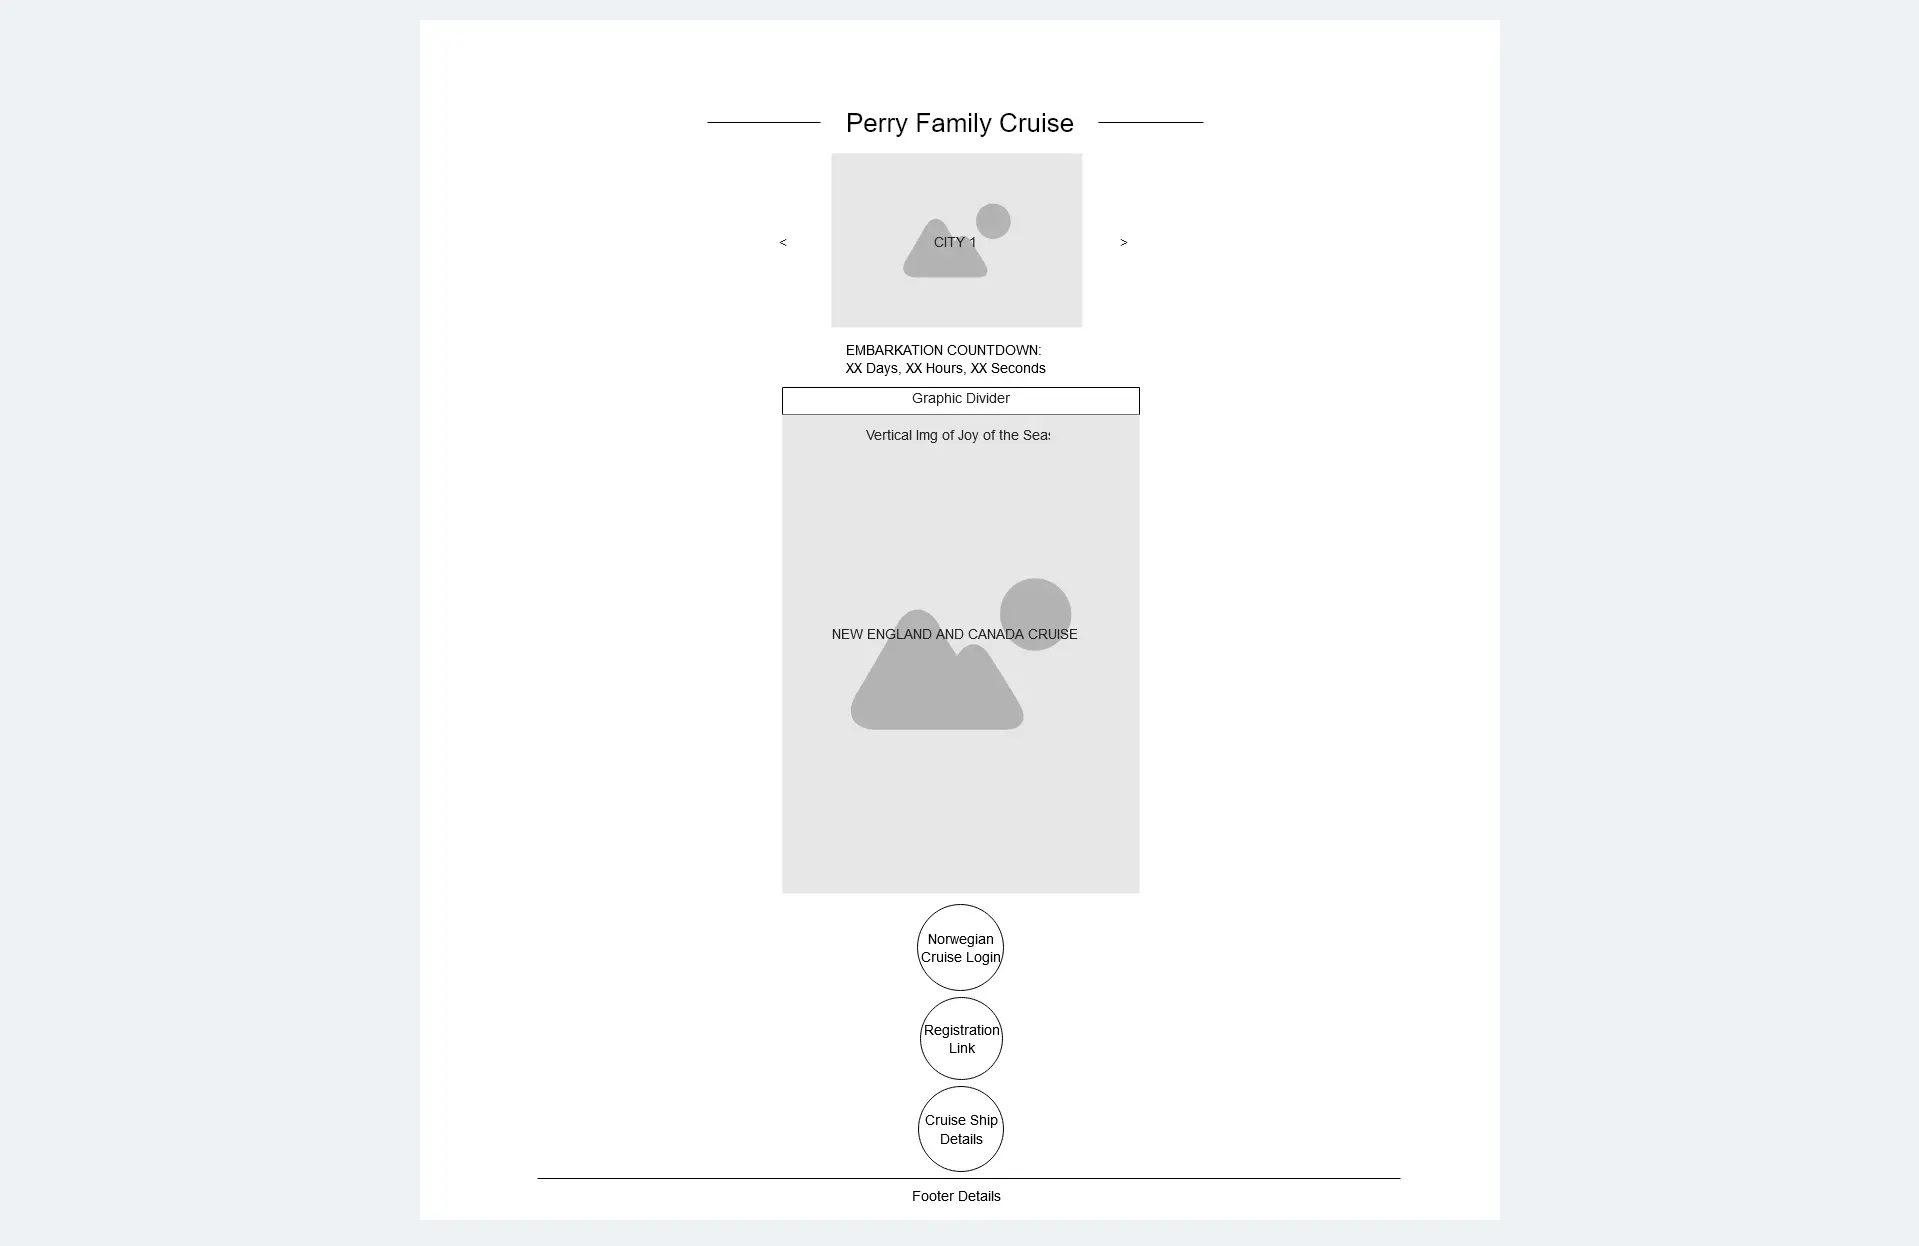 Perry Family Cruise
< CITY 1 >
EMBARKATION COUNTDOWN:
XX Days, XX Hours, XX Seconds
Graphic Divider
Vertical Img of Joy of the Seas
NEW ENGLAND AND CANADA CRUISE
Norwegian
Cruise Login
Registration
Link
Cruise Ship
Details
Footer Details